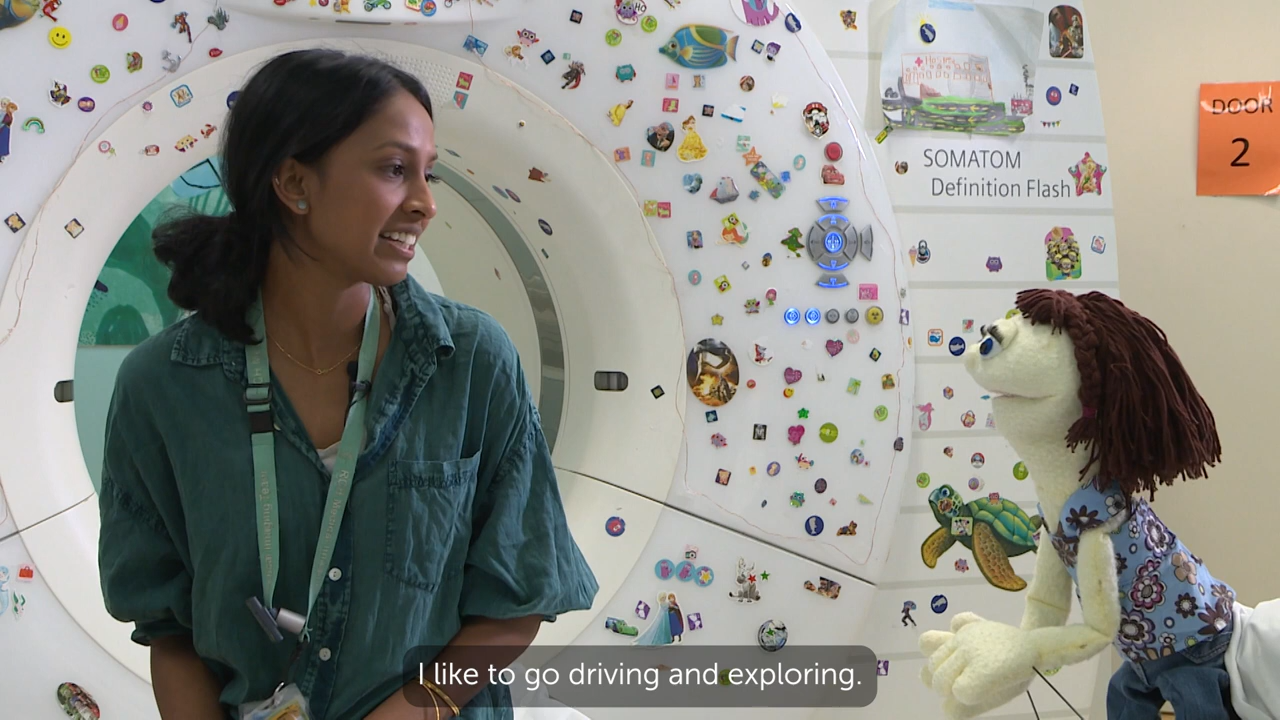 DOOR
2
SOMATOM
Definition Flash
I like to go driving and exploring.